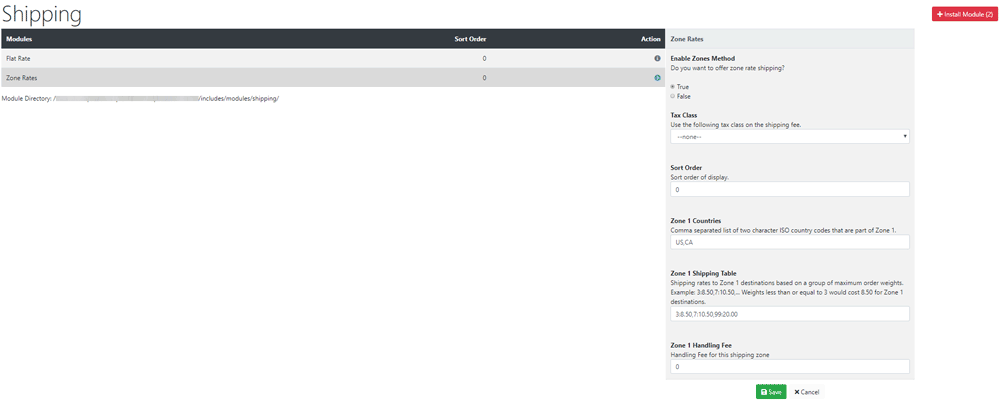 Shipping
Install Module (2)
Modules Sort Order Action
Flat Rate 0
Zone Rates 0
Module Directory: / /includes/modules/shipping/
Zone Rates
Enable Zones Method
Do you want to offer zone rate shipping?
True
False
Tax Class
Use the following tax class on the shipping fee.
--none--
Sort Order
Sort order of display.
0
Zone 1 Countries
Comma separated list of two character ISO country codes that are part of Zone 1.
US,CA
Zone 1 Shipping Table
Shipping rates to Zone 1 destinations based on a group of maximum order weights.
Example: 3:8.50,7:10.50,... Weights less than or equal to 3 would cost 8.50 for Zone 1
destinations.
3:8.50,7:10.50,99:20.00
Zone 1 Handling Fee
Handling Fee for this shipping zone
0
Save Cancel